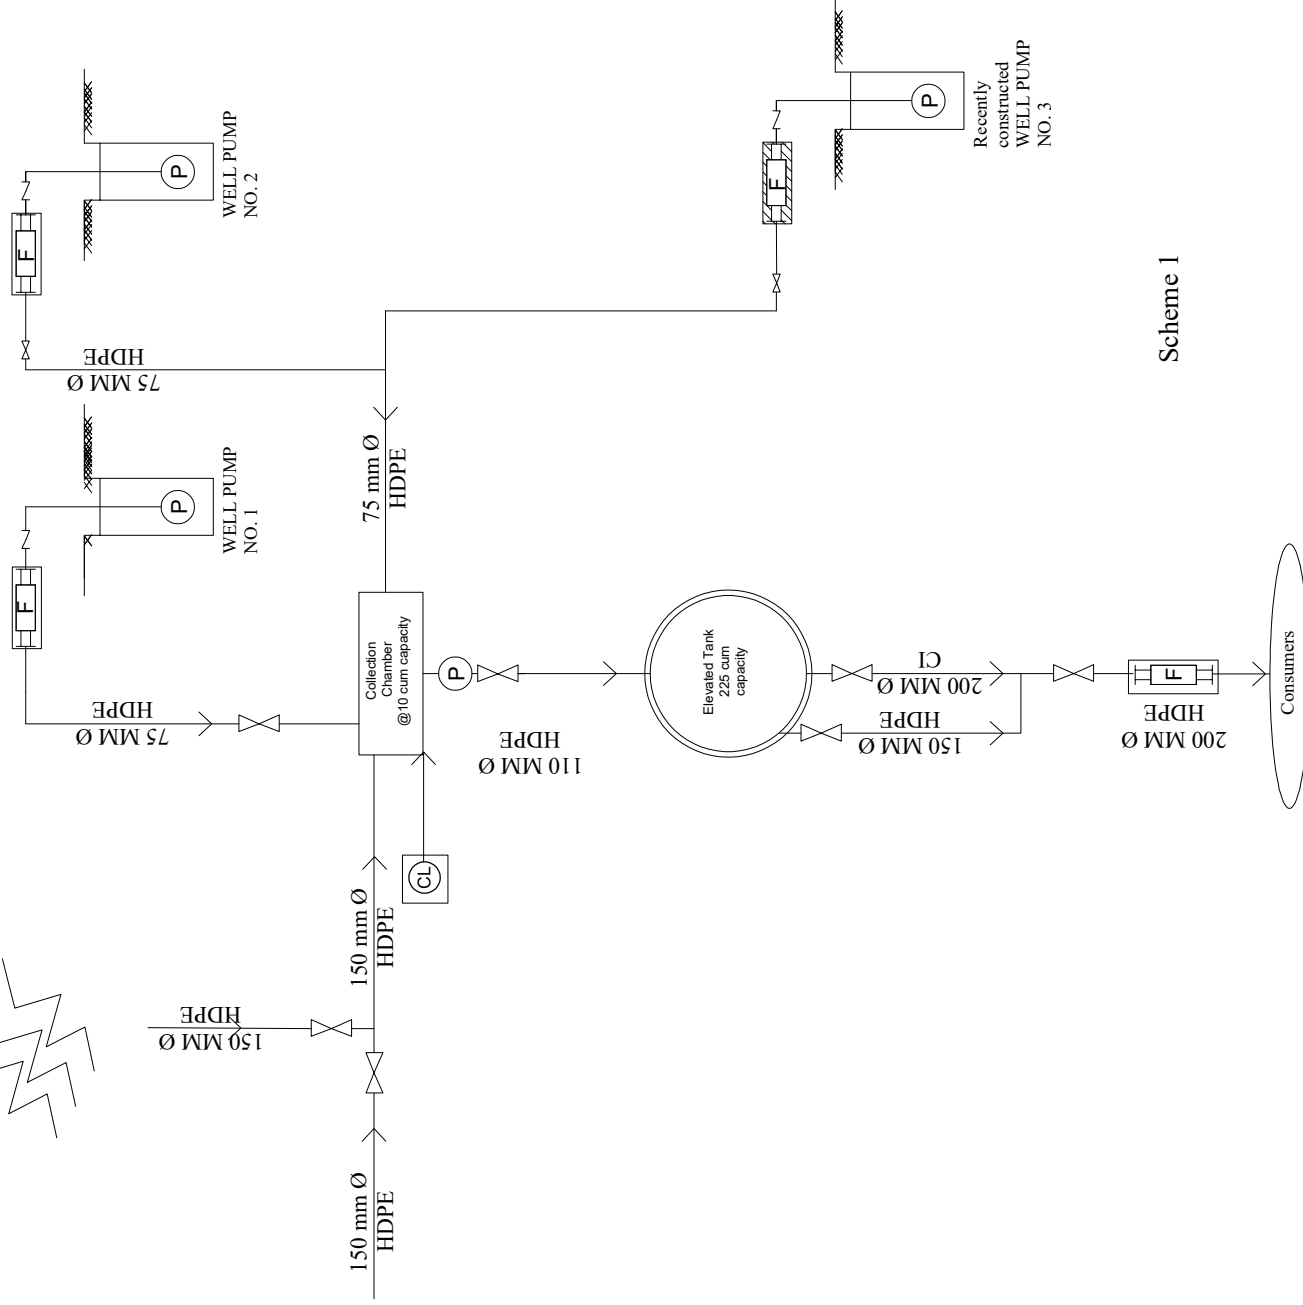 WELL PUMP
NO. 2
F
P
75 MM Ø
HDPE
WELL PUMP
NO. 1
F
P
75 MM Ø
HDPE
Recently
constructed
WELL PUMP
NO. 3
F
P
75 mm Ø
HDPE
Collection
Chamber
@10 cum capacity
P
CL
150 mm Ø
HDPE
150 MM Ø
HDPE
150 mm Ø
HDPE
110 MM Ø
HDPE
Elevated Tank
225 cum
capacity
200 MM Ø
CI
150 MM Ø
HDPE
200 MM Ø
HDPE
F
Consumers
Scheme 1